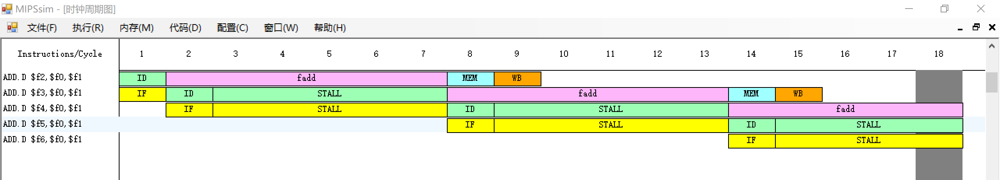 MIPSsim - [时钟周期图]
文件(F) 执行(R) 内存(M) 代码(D) 配置(C) 窗口(W) 帮助(H)
Instructions/Cycle 1 2 3 4 5 6 7 8 9 10 11 12 13 14 15 16 17 18
ADD.D $f2,$f0,$f1 ID fadd MEM WB
ADD.D $f3,$f0,$f1 IF ID STALL fadd MEM WB
ADD.D $f4,$f0,$f1 IF STALL ID STALL fadd
ADD.D $f5,$f0,$f1 IF STALL ID STALL
ADD.D $f6,$f0,$f1 IF STALL